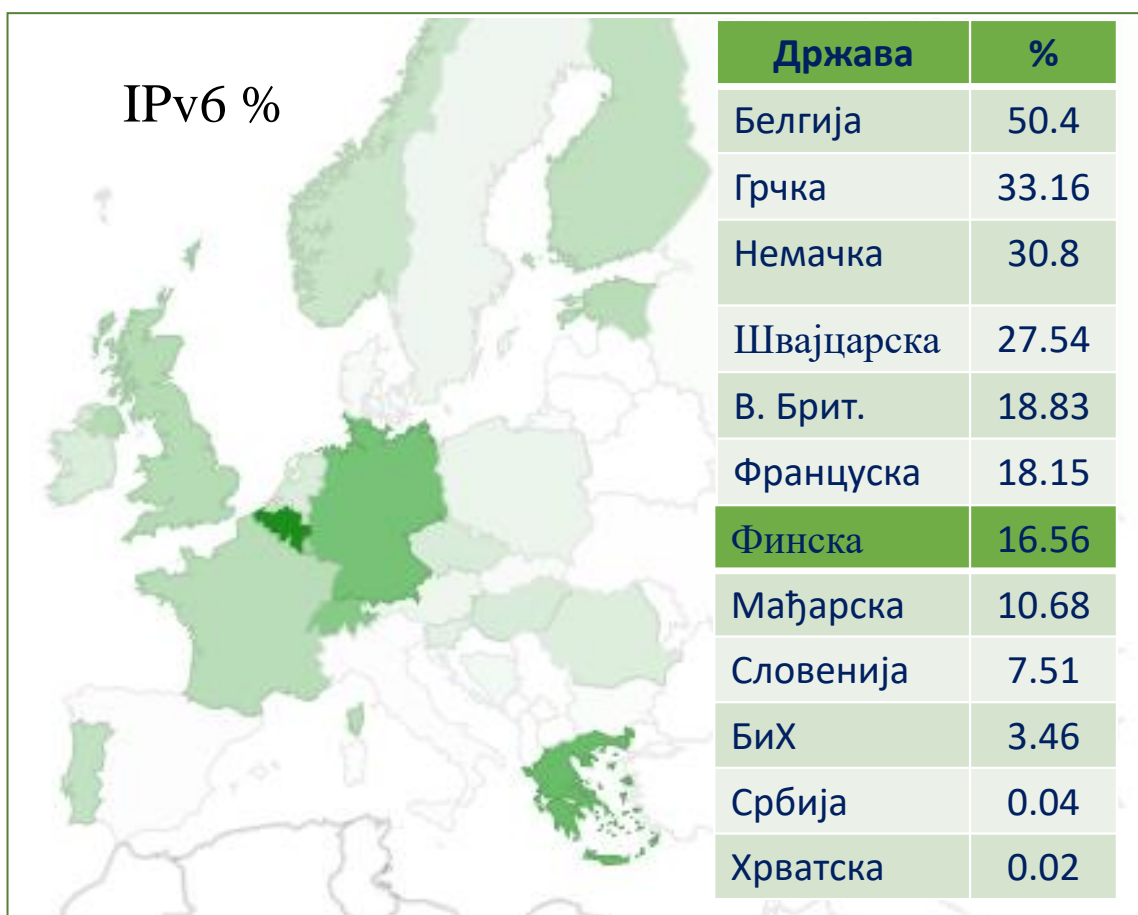 IPv6 %
Држава %
Белгија 50.4
Грчка 33.16
Немачка 30.8
Швајцарска 27.54
В. Брит. 18.83
Француска 18.15
Финска 16.56
Мађарска 10.68
Словенија 7.51
БиХ 3.46
Србија 0.04
Хрватска 0.02